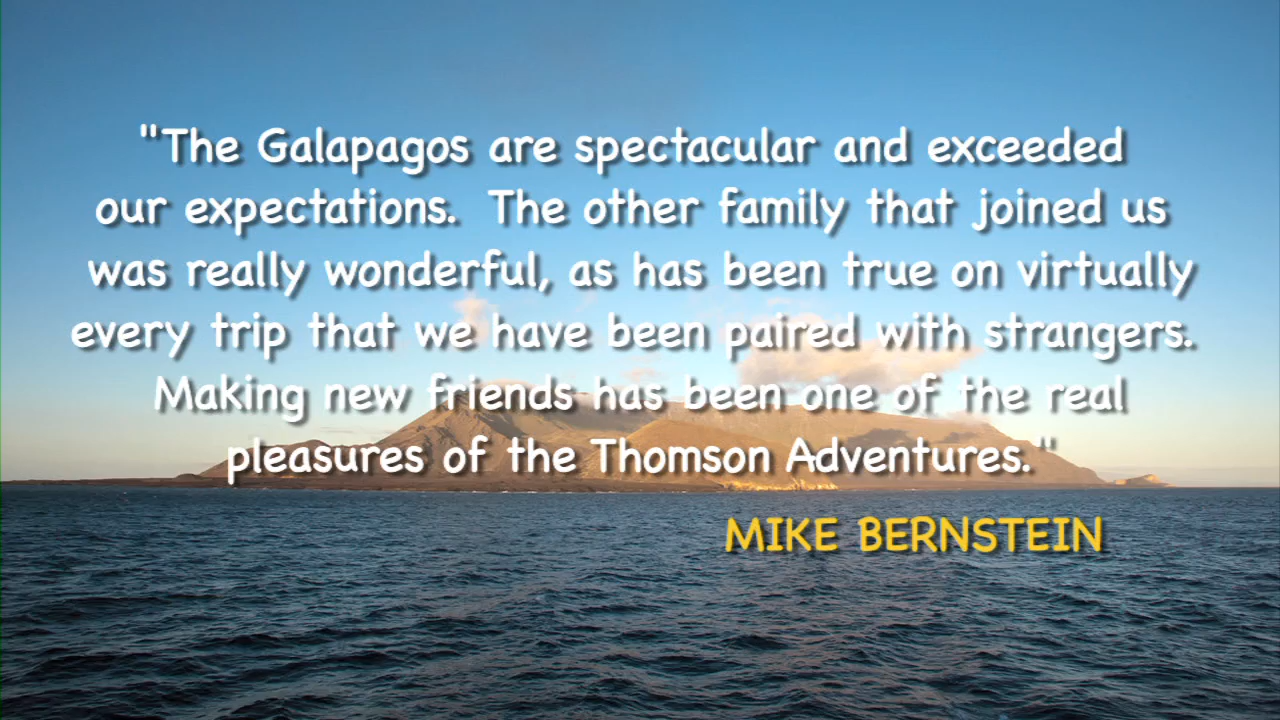 "The Galapagos are spectacular and exceeded
our expectations.  The other family that joined us
was really wonderful, as has been true on virtually
every trip that we have been paired with strangers.
Making new friends has been one of the real
pleasures of the Thomson Adventures."
MIKE BERNSTEIN